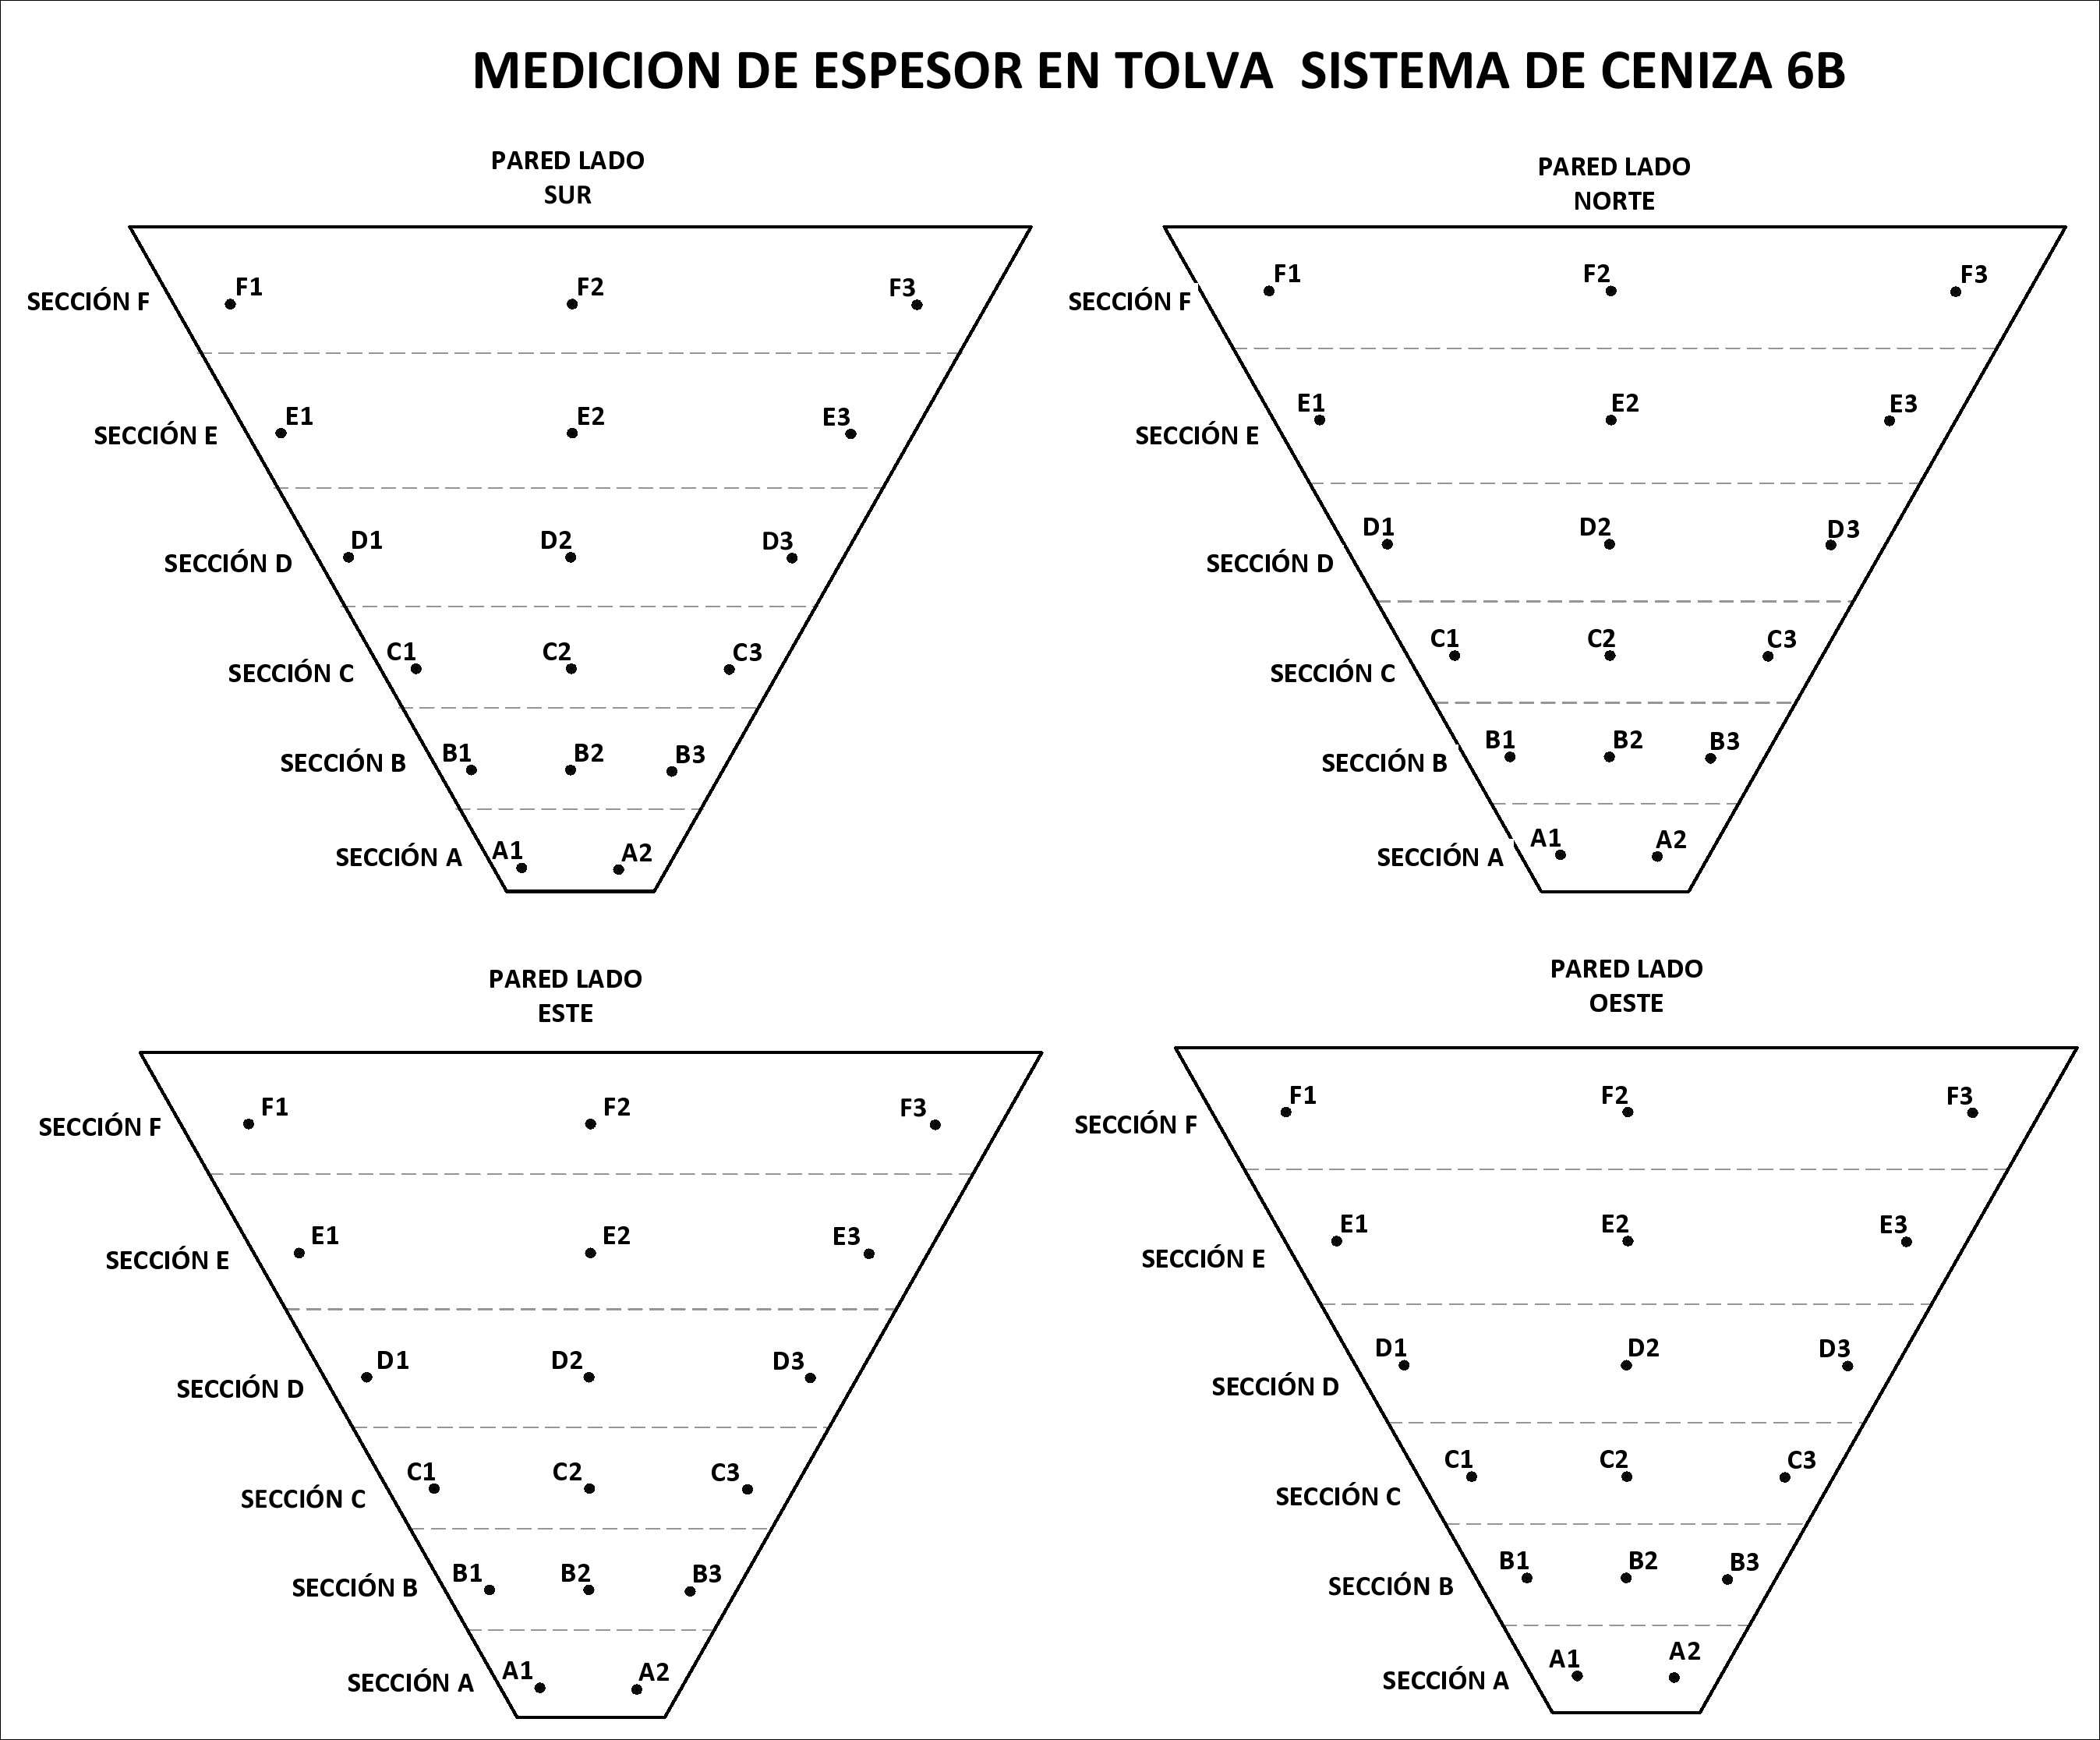 MEDICION DE ESPESOR EN TOLVA  SISTEMA DE CENIZA 6B
PARED LADO
SUR
F1 F2 F3
SECCIÓN F
E1 E2 E3
SECCIÓN E
D1 D2 D3
SECCIÓN D
C1 C2 C3
SECCIÓN C
B1 B2 B3
SECCIÓN B
A1 A2
SECCIÓN A
PARED LADO
NORTE
F1 F2 F3
SECCIÓN F
E1 E2 E3
SECCIÓN E
D1 D2 D3
SECCIÓN D
C1 C2 C3
SECCIÓN C
B1 B2 B3
SECCIÓN B
A1 A2
SECCIÓN A
PARED LADO
ESTE
F1 F2 F3
SECCIÓN F
E1 E2 E3
SECCIÓN E
D1 D2 D3
SECCIÓN D
C1 C2 C3
SECCIÓN C
B1 B2 B3
SECCIÓN B
A1 A2
SECCIÓN A
PARED LADO
OESTE
F1 F2 F3
SECCIÓN F
E1 E2 E3
SECCIÓN E
D1 D2 D3
SECCIÓN D
C1 C2 C3
SECCIÓN C
B1 B2 B3
SECCIÓN B
A1 A2
SECCIÓN A